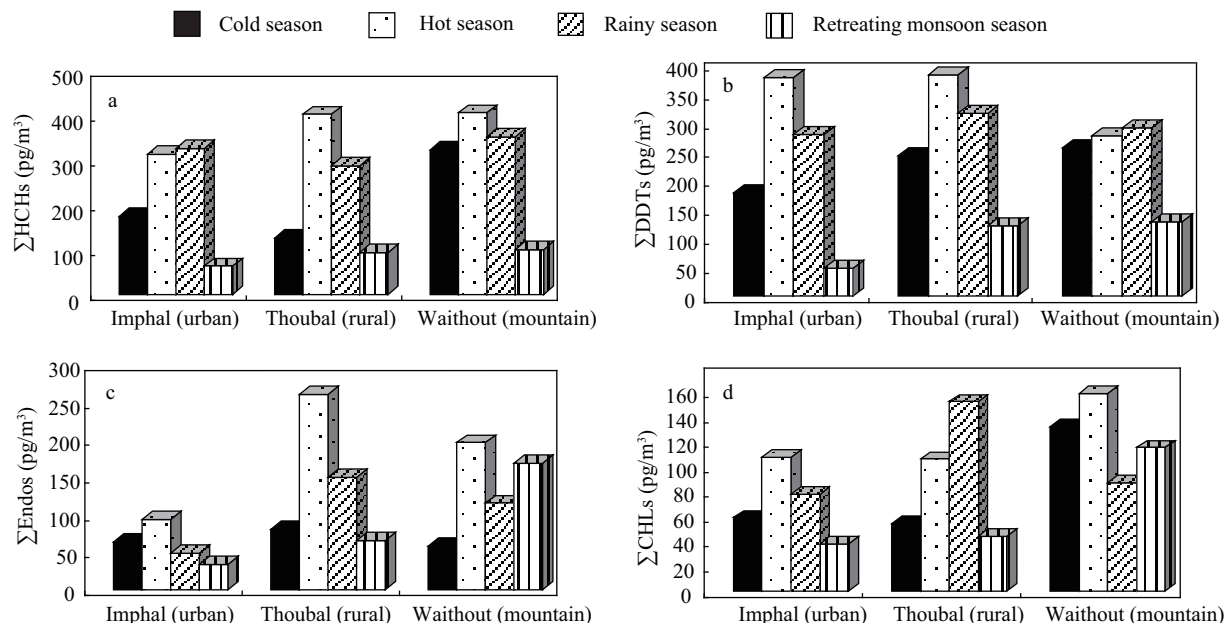 Cold season Hot season Rainy season Retreating monsoon season
a
∑HCHs (pg/m³)
500
400
300
200
100
0
Imphal (urban) Thoubal (rural) Waithout (mountain)
b
∑DDTs (pg/m³)
400
350
300
250
200
150
100
50
0
Imphal (urban) Thoubal (rural) Waithout (mountain)
c
∑Endos (pg/m³)
300
250
200
150
100
50
0
Imphal (urban) Thoubal (rural) Waithout (mountain)
d
∑CHLs (pg/m³)
160
140
120
100
80
60
40
20
0
Imphal (urban) Thoubal (rural) Waithout (mountain)